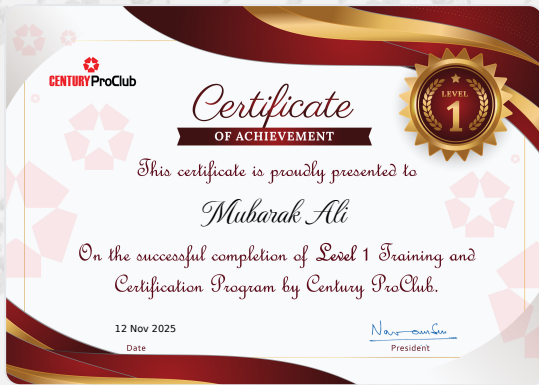 CENTURY ProClub
Certificate
OF ACHIEVEMENT
LEVEL
1
This certificate is proudly presented to
Mubarak Ali
On the successful completion of Level 1 Training and
Certification Program by Century ProClub.
12 Nov 2025
Date
President